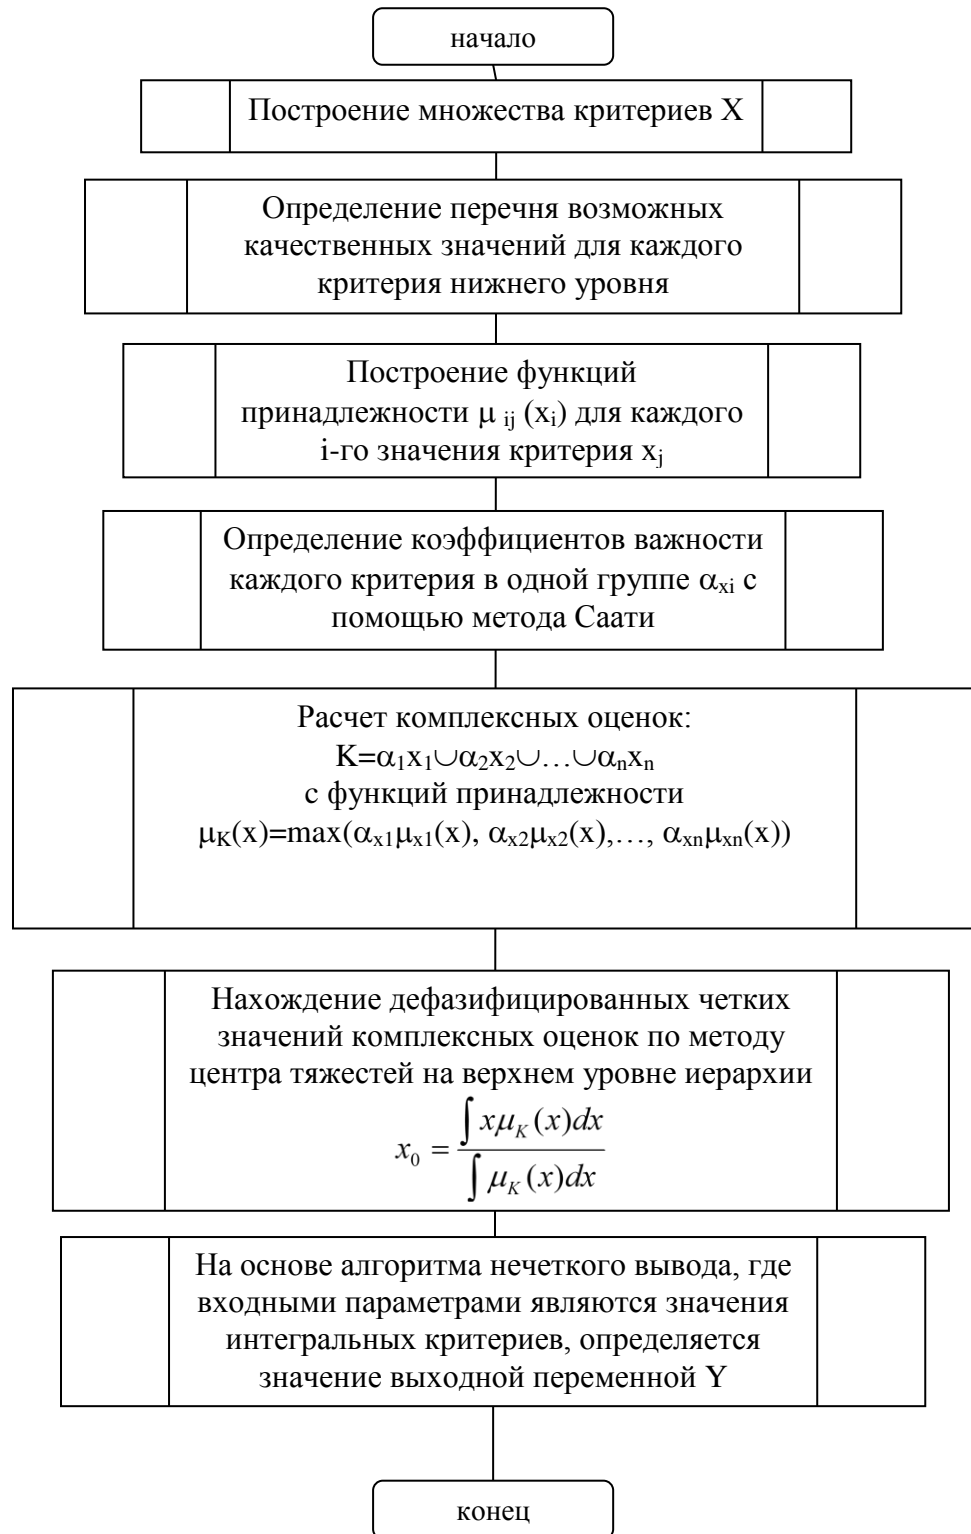 начало
Построение множества критериев X
Определение перечня возможных
качественных значений для каждого
критерия нижнего уровня
Построение функций
принадлежности μ ij (xi) для каждого
i-го значения критерия xj
Определение коэффициентов важности
каждого критерия в одной группе αxi с
помощью метода Саати
Расчет комплексных оценок:
K=α1x1∪α2x2∪…∪αnxn
с функций принадлежности
μK(x)=max(αx1μx1(x), αx2μx2(x),…, αxnμxn(x))
Нахождение дефазифицированных четких
значений комплексных оценок по методу
центра тяжестей на верхнем уровне иерархии
x0 = ∫ xμK(x)dx / ∫ μK(x)dx
На основе алгоритма нечеткого вывода, где
входными параметрами являются значения
интегральных критериев, определяется
значение выходной переменной Y
конец